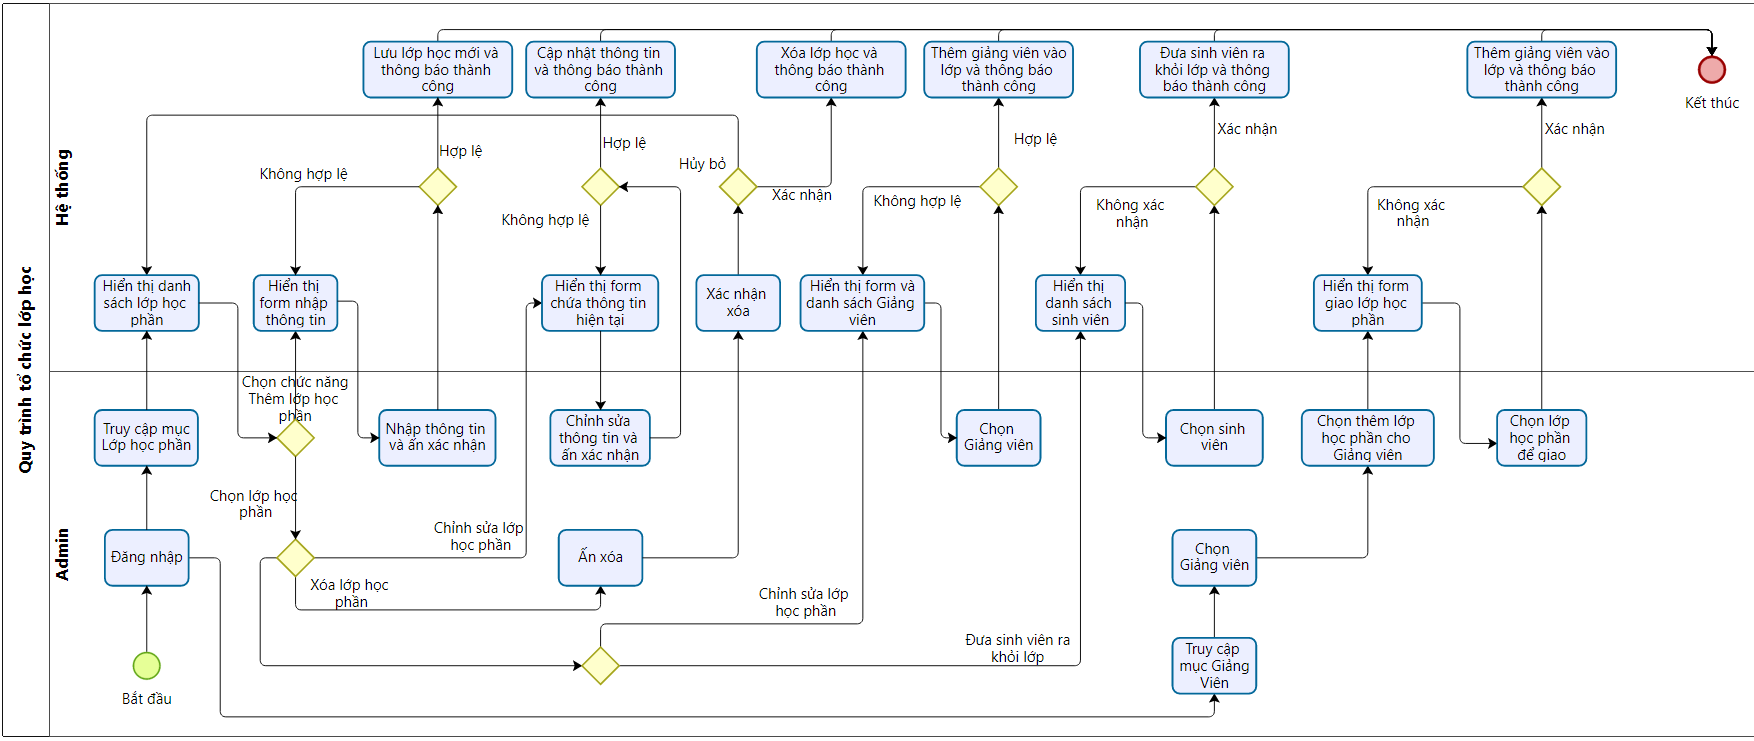 Quy trình tổ chức lớp học
Hệ thống
Admin
Lưu lớp học mới và
thông báo thành
công
Cập nhật thông tin
và thông báo thành
công
Xóa lớp học và
thông báo thành
công
Thêm giảng viên vào
lớp và thông báo
thành công
Đưa sinh viên ra
khỏi lớp và thông
báo thành công
Thêm giảng viên vào
lớp và thông báo
thành công
Kết thúc
Hợp lệ
Hợp lệ
Hủy bỏ
Hợp lệ
Xác nhận
Xác nhận
Không hợp lệ
Không hợp lệ
Xác nhận
Không hợp lệ
Không xác
nhận
Không xác
nhận
Hiển thị danh
sách lớp học
phần
Hiển thị
form nhập
thông tin
Hiển thị form
chứa thông tin
hiện tại
Xác nhận
xóa
Hiển thị form và
danh sách Giảng
viên
Hiển thị
danh sách
sinh viên
Hiển thị form
giao lớp học
phần
Chọn chức năng
Thêm lớp học
phần
Truy cập mục
Lớp học phần
Nhập thông tin
và ấn xác nhận
Chỉnh sửa
thông tin và
ấn xác nhận
Chọn
Giảng viên
Chọn sinh
viên
Chọn thêm lớp
học phần cho
Giảng viên
Chọn lớp
học phần
để giao
Chọn lớp học
phần
Chỉnh sửa lớp
học phần
Đăng nhập
Ấn xóa
Chọn
Giảng viên
Xóa lớp học
phần
Chỉnh sửa lớp
học phần
Đưa sinh viên ra
khỏi lớp
Truy cập
mục Giảng
Viên
Bắt đầu